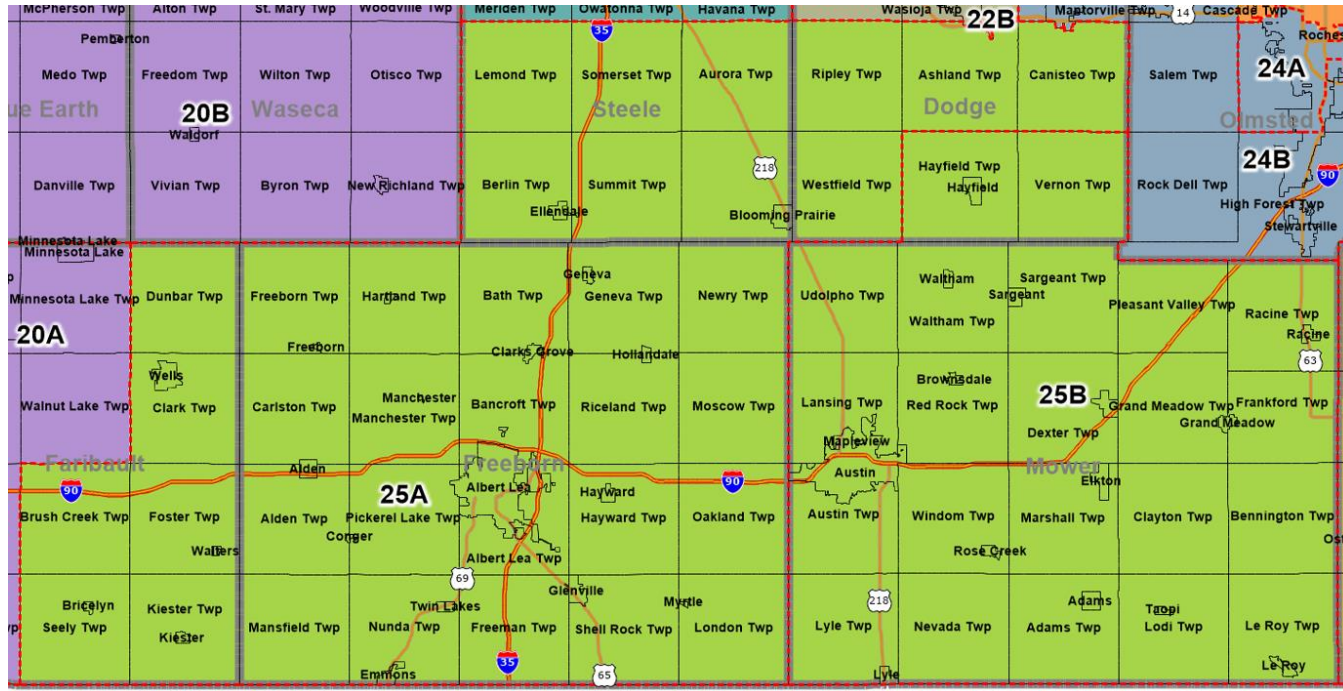 McPherson Twp Alton Twp St. Mary Twp Woodville Twp Meriden Twp Owatonna Twp Havana Twp Wasioja Twp Mantorville Twp 14 Cascade Twp
22B
35
Pemberton
Roches
Medo Twp Freedom Twp Wilton Twp Otisco Twp Lemond Twp Somerset Twp Aurora Twp Ripley Twp Ashland Twp Canisteo Twp Salem Twp 24A
ue Earth 20B Waseca Steele Dodge Olmsted
Waldorf
24B
218
Hayfield Twp
90
Danville Twp Vivian Twp Byron Twp New Richland Twp Berlin Twp Summit Twp Westfield Twp Hayfield Vernon Twp Rock Dell Twp
High Forest Twp
Ellendale Blooming Prairie Stewartville
Minnesota Lake
Minnesota Lake
Geneva Waltham Sargeant Twp
Minnesota Lake Twp Dunbar Twp Freeborn Twp Hartland Twp Bath Twp Geneva Twp Newry Twp Udolpho Twp Sargeant
Pleasant Valley Twp
Racine Twp
Waltham Twp
20A Racine
Freeborn Clarks Grove Hollandale
63
Wells Brownsdale
Manchester 25B
Walnut Lake Twp Clark Twp Carlston Twp Bancroft Twp Riceland Twp Moscow Twp Lansing Twp Red Rock Twp Grand Meadow Twp Frankford Twp
Manchester Twp Grand Meadow
Dexter Twp
Mapleview
Faribault Freeburn Mower
Alden Austin
Elkton
90 25A Albert Lea Hayward 90
Brush Creek Twp Foster Twp Alden Twp Pickerel Lake Twp Hayward Twp Oakland Twp Austin Twp Windom Twp Marshall Twp Clayton Twp Bennington Twp
Conger
Walters Rose Creek
Albert Lea Twp
69
Glenville
Bricelyn Kiester Twp Twin Lakes Myrtle 218 Adams Taopi
Seely Twp Mansfield Twp Nunda Twp Freeman Twp Shell Rock Twp London Twp Lyle Twp Nevada Twp Adams Twp Lodi Twp Le Roy Twp
Kiester
35
Emmons 65 Lyle Le Roy